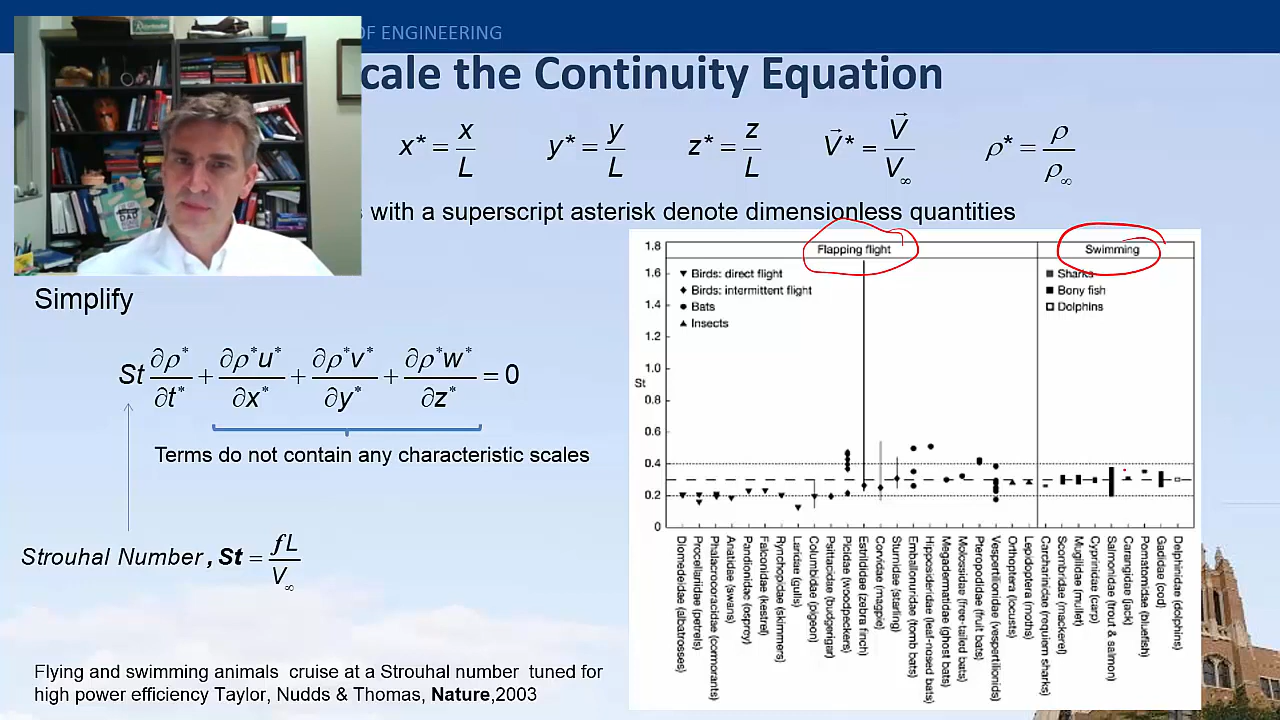 OF ENGINEERING
cale the Continuity Equation
x* = x/L y* = y/L z* = z/L V⃗* = V⃗/V∞ ρ* = ρ/ρ∞
s with a superscript asterisk denote dimensionless quantities
Simplify
St ∂ρ*/∂t* + ∂ρ*u*/∂x* + ∂ρ*v*/∂y* + ∂ρ*w*/∂z* = 0
Terms do not contain any characteristic scales
Strouhal Number, St = fL/V∞
Flying and swimming animals cruise at a Strouhal number tuned for
high power efficiency Taylor, Nudds & Thomas, Nature,2003
Flapping flight
Swimming
Birds: direct flight
Birds: intermittent flight
Bats
Insects
Sharks
Bony fish
Dolphins
St
1.8
1.6
1.4
1.2
1.0
0.8
0.6
0.4
0.2
0
Diomedeidae (albatrosses)
Procellariidae (petrels)
Phalacrocoracidae (cormorants)
Anatidae (swans)
Pandionidae (osprey)
Falconidae (kestrel)
Rynchopidae (skimmers)
Laridae (gulls)
Columbidae (pigeon)
Psittacidae (budgerigar)
Picidae (woodpeckers)
Estrildidae (zebra finch)
Corvidae (magpie)
Sturnidae (starling)
Emballonuridae (tomb bats)
Hipposideridae (leaf-nosed bats)
Megadermatidae (ghost bats)
Molossidae (free-tailed bats)
Pteropodidae (fruit bats)
Vespertilionidae (vespertilionids)
Orthoptera (locusts)
Lepidoptera (moths)
Carcharinidae (requiem sharks)
Scombridae (mackerel)
Mugilidae (mullet)
Cyprinidae (carp)
Salmonidae (trout & salmon)
Carangidae (jack)
Pomatomidae (bluefish)
Gadidae (cod)
Delphinidae (dolphins)